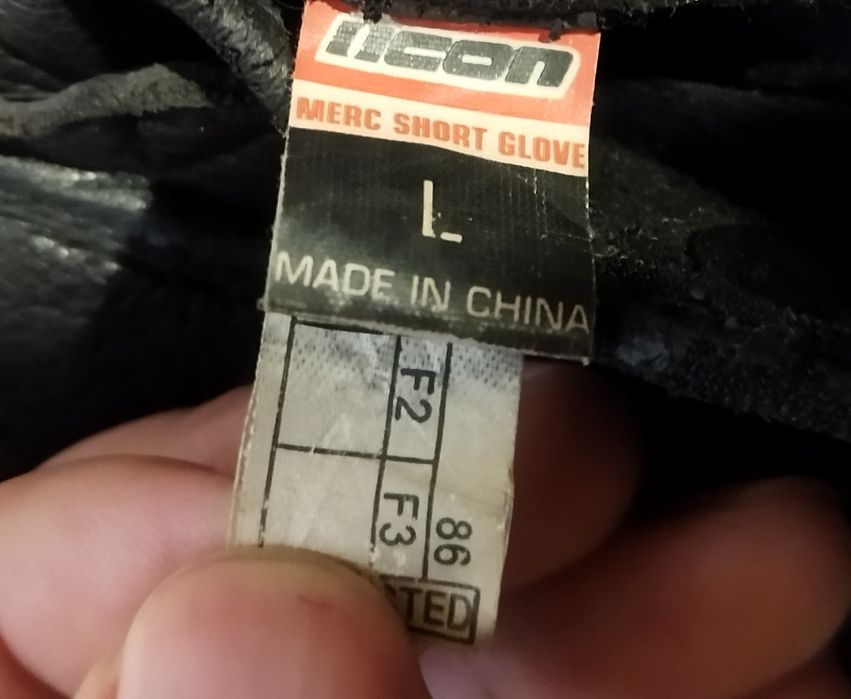 icon
MERC SHORT GLOVE
L
MADE IN CHINA
F2
F3
86